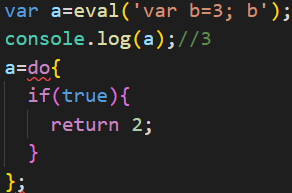 var a=eval('var b=3; b');
console.log(a);//3
a=do{
  if(true){
    return 2;
  }
};